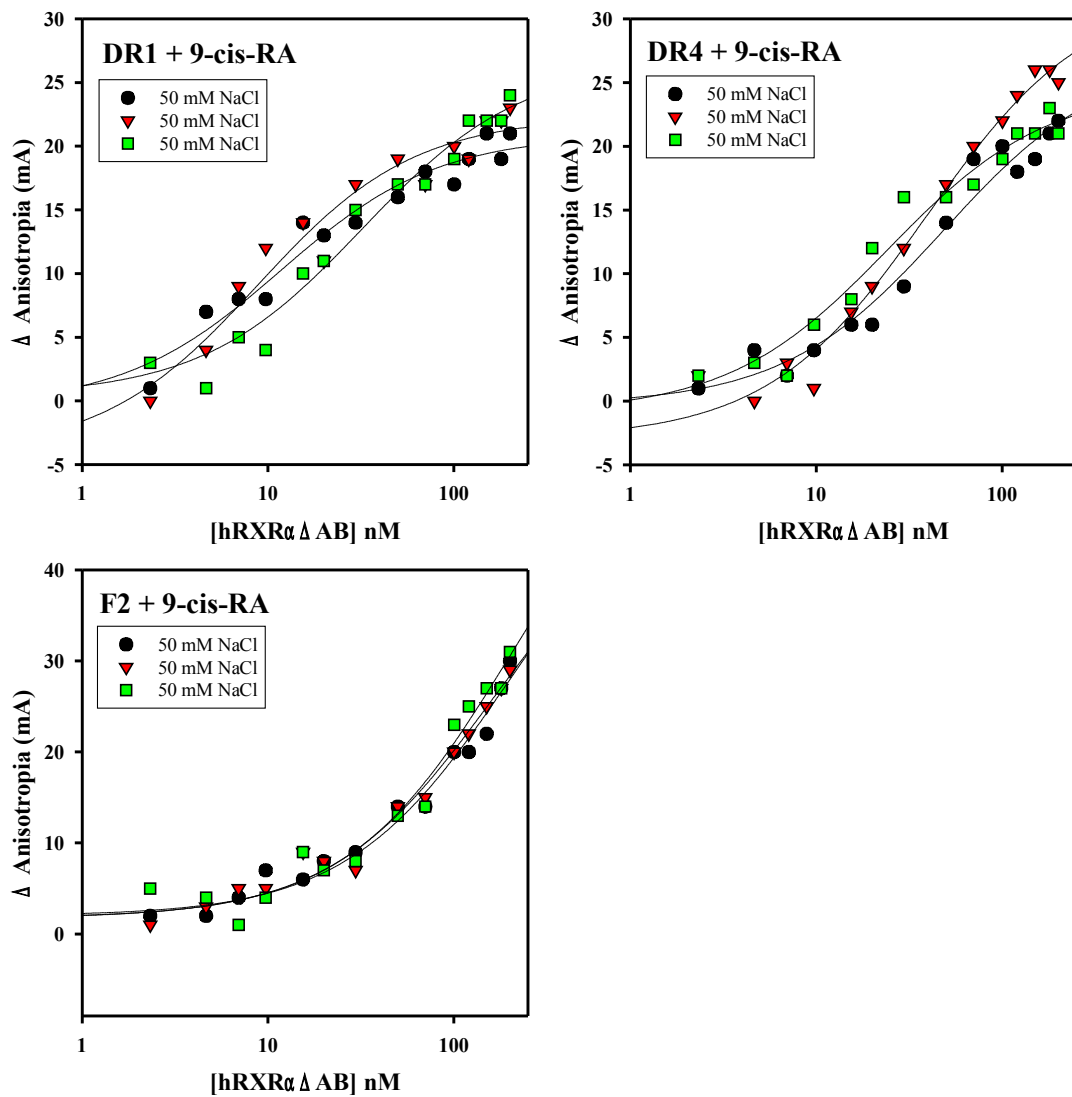 DR1 + 9-cis-RA
50 mM NaCl
50 mM NaCl
50 mM NaCl
30
25
20
15
10
5
0
-5
1
10
100
Δ Anisotropia (mA)
[hRXRα Δ AB] nM
DR4 + 9-cis-RA
50 mM NaCl
50 mM NaCl
50 mM NaCl
30
25
20
15
10
5
0
-5
1
10
100
Δ Anisotropia (mA)
[hRXRα Δ AB] nM
F2 + 9-cis-RA
50 mM NaCl
50 mM NaCl
50 mM NaCl
40
30
20
10
0
1
10
100
Δ Anisotropia (mA)
[hRXRα Δ AB] nM